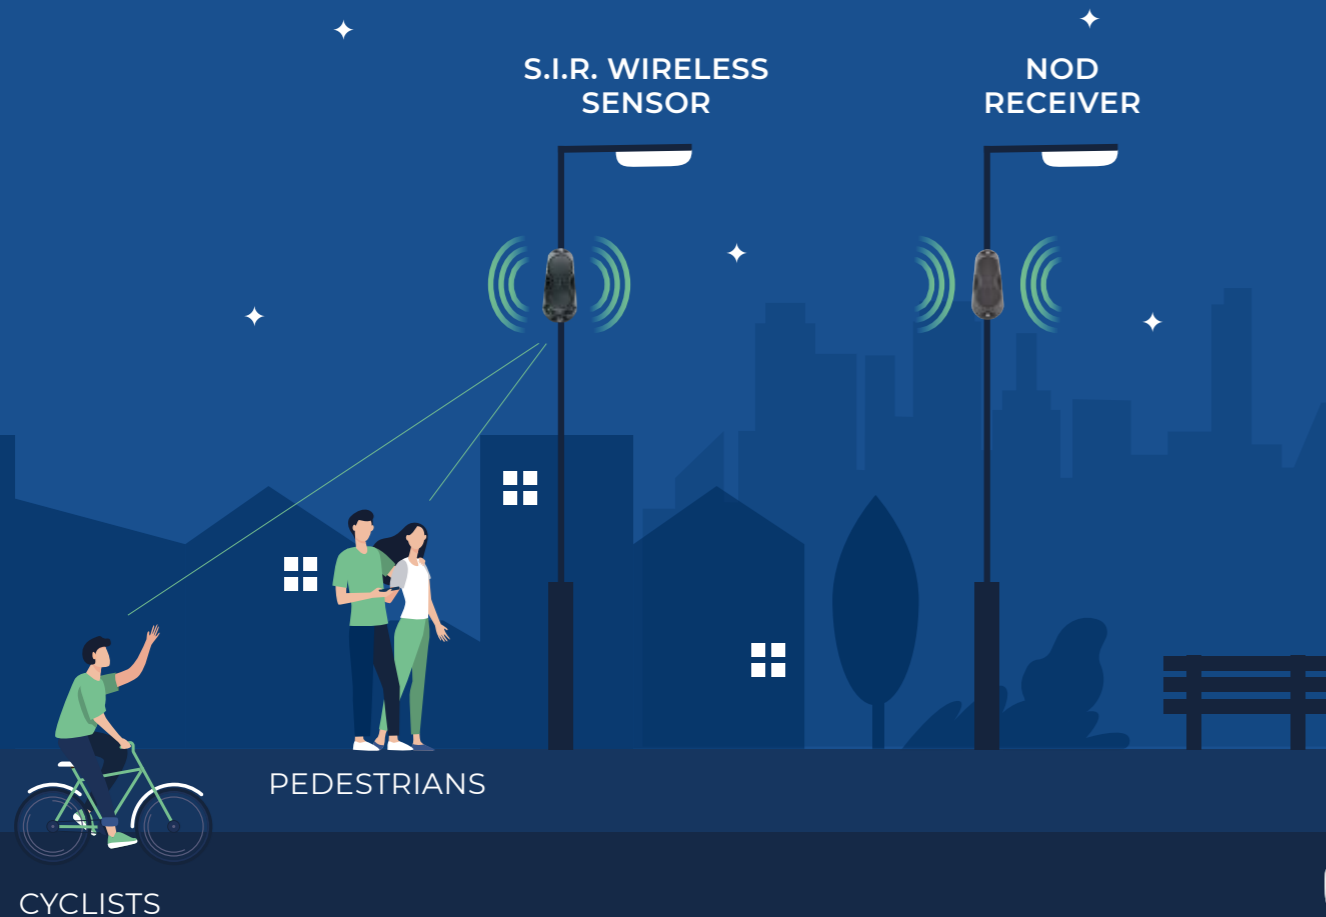 S.I.R. WIRELESS
SENSOR
NOD
RECEIVER
PEDESTRIANS
CYCLISTS